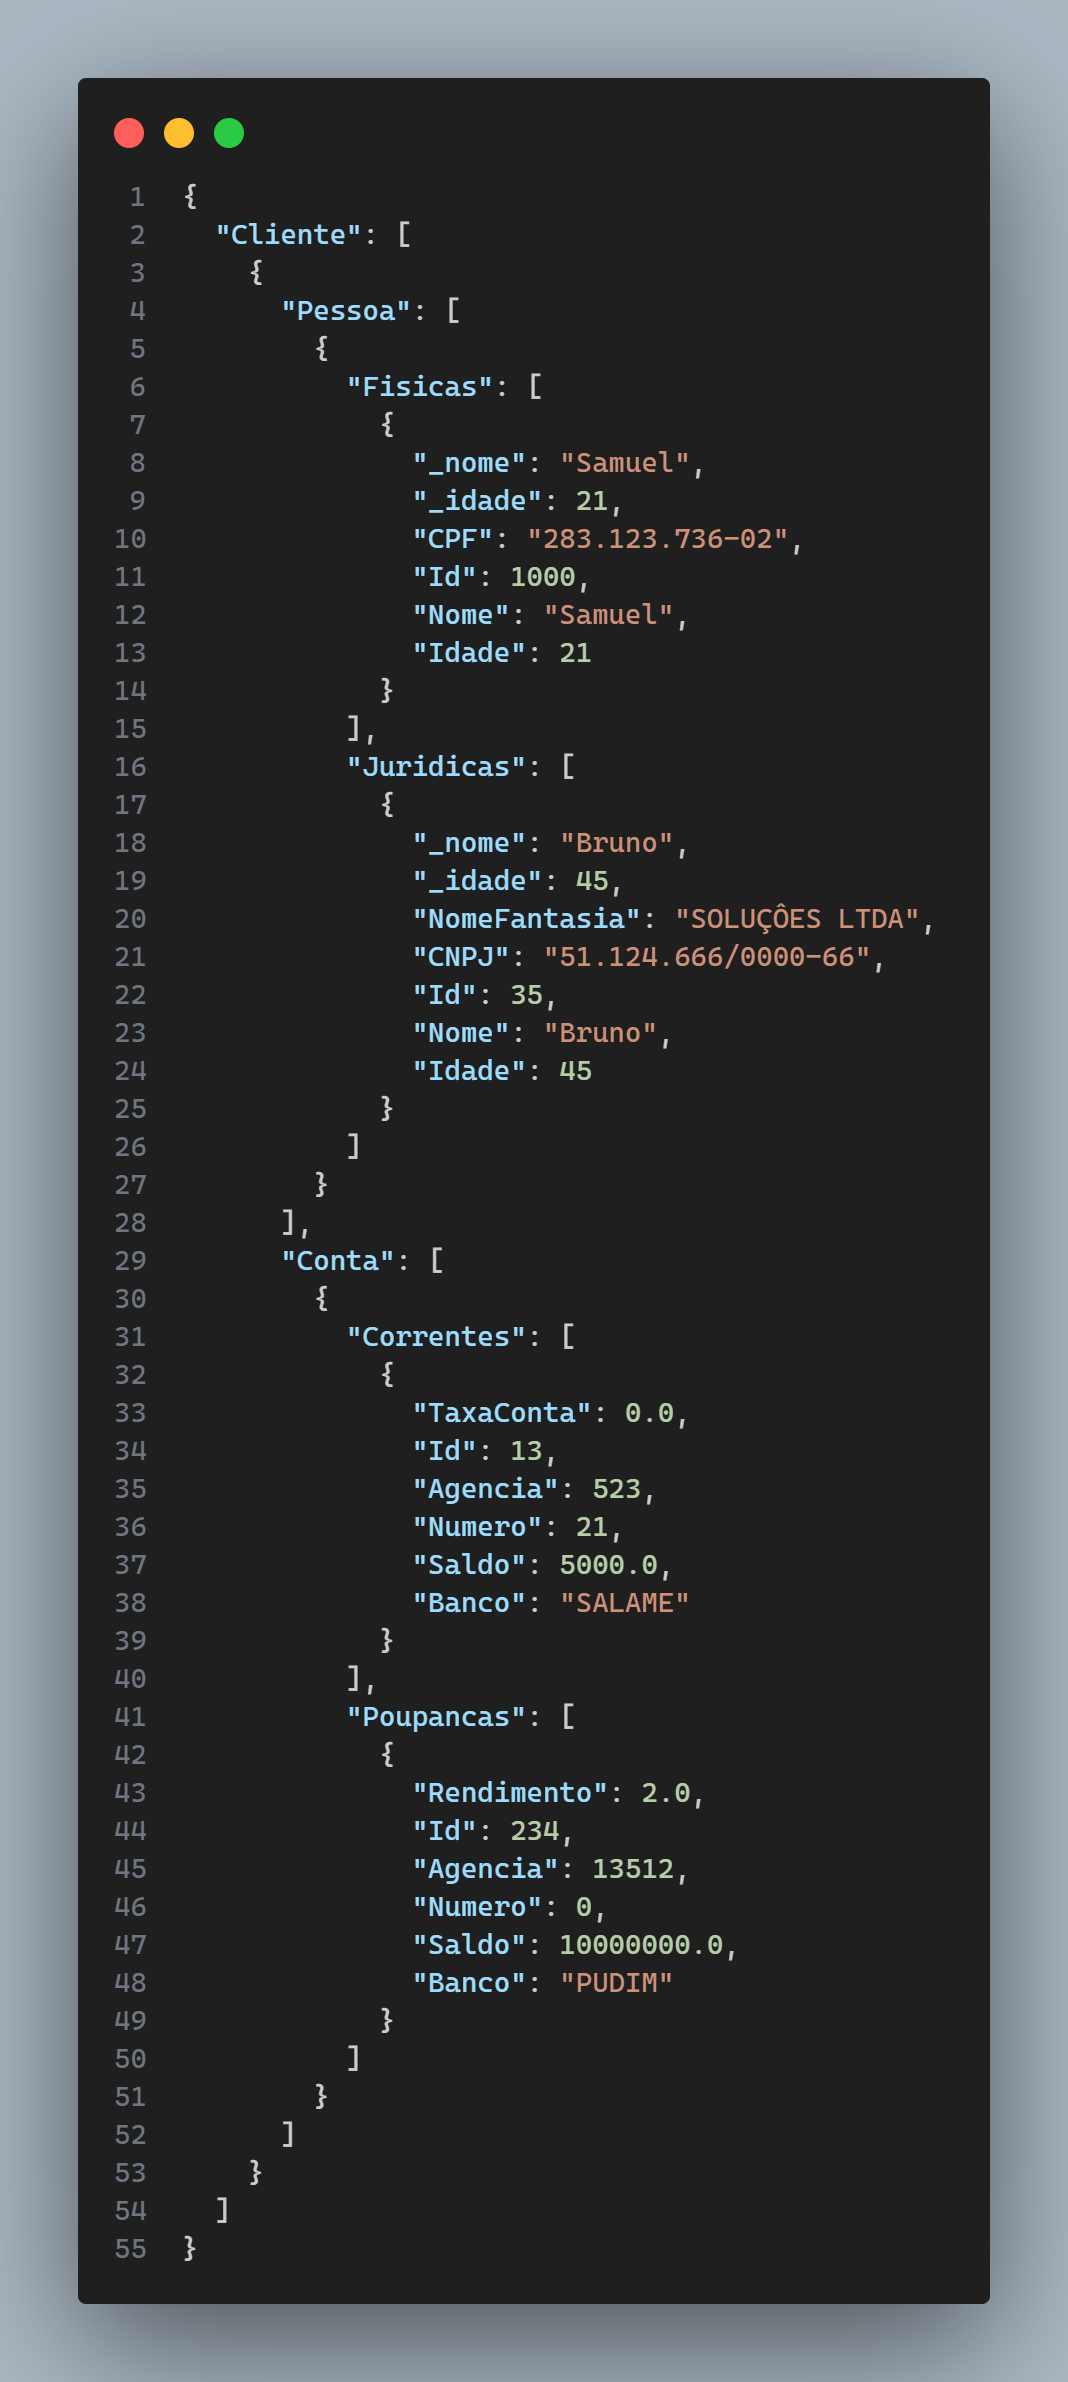 1 {
2   "Cliente": [
3     {
4       "Pessoa": [
5         {
6           "Fisicas": [
7             {
8               "_nome": "Samuel",
9               "_idade": 21,
10               "CPF": "283.123.736-02",
11               "Id": 1000,
12               "Nome": "Samuel",
13               "Idade": 21
14             }
15           ],
16           "Juridicas": [
17             {
18               "_nome": "Bruno",
19               "_idade": 45,
20               "NomeFantasia": "SOLUÇÔES LTDA",
21               "CNPJ": "51.124.666/0000-66",
22               "Id": 35,
23               "Nome": "Bruno",
24               "Idade": 45
25             }
26           ]
27         }
28       ],
29       "Conta": [
30         {
31           "Correntes": [
32             {
33               "TaxaConta": 0.0,
34               "Id": 13,
35               "Agencia": 523,
36               "Numero": 21,
37               "Saldo": 5000.0,
38               "Banco": "SALAME"
39             }
40           ],
41           "Poupancas": [
42             {
43               "Rendimento": 2.0,
44               "Id": 234,
45               "Agencia": 13512,
46               "Numero": 0,
47               "Saldo": 10000000.0,
48               "Banco": "PUDIM"
49             }
50           ]
51         }
52       ]
53     }
54   ]
55 }